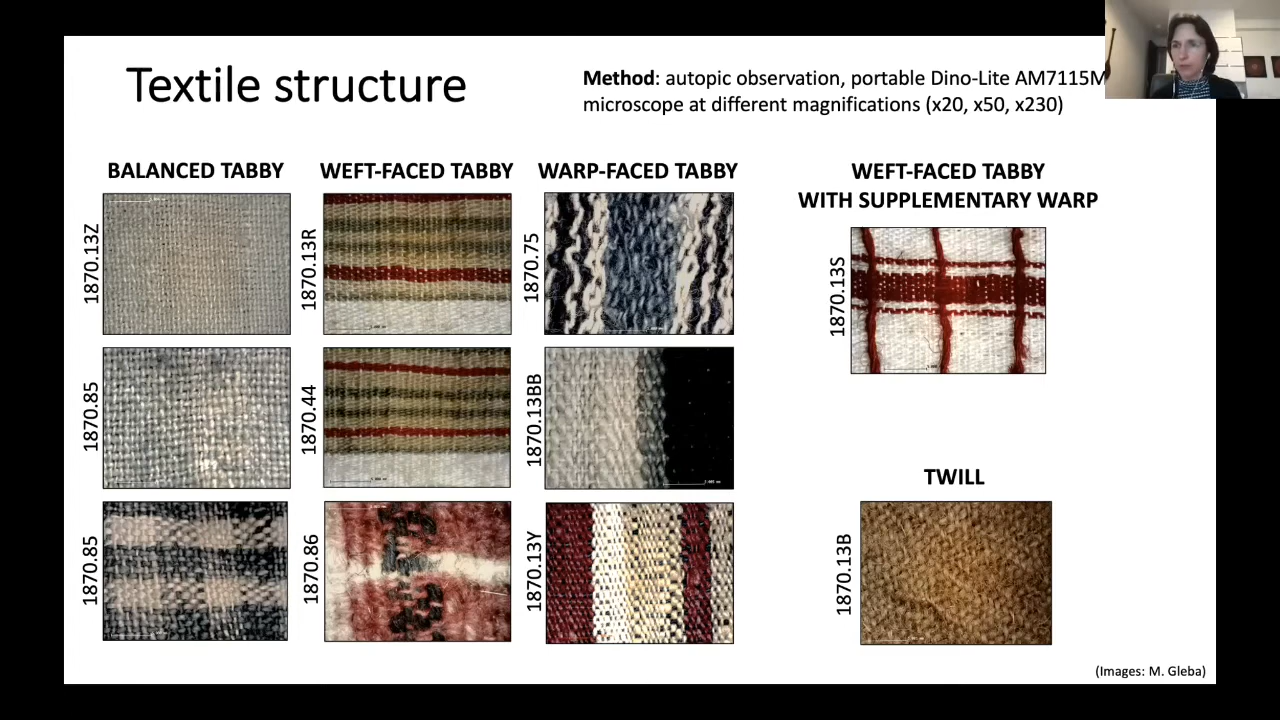 Textile structure
Method: autopic observation, portable Dino-Lite AM7115M
microscope at different magnifications (x20, x50, x230)
BALANCED TABBY
1870.13Z
1870.85
1870.85
WEFT-FACED TABBY
1870.13R
1870.44
1870.86
WARP-FACED TABBY
1870.75
1870.13BB
1870.13Y
WEFT-FACED TABBY
WITH SUPPLEMENTARY WARP
1870.13S
TWILL
1870.13B
(Images: M. Gleba)